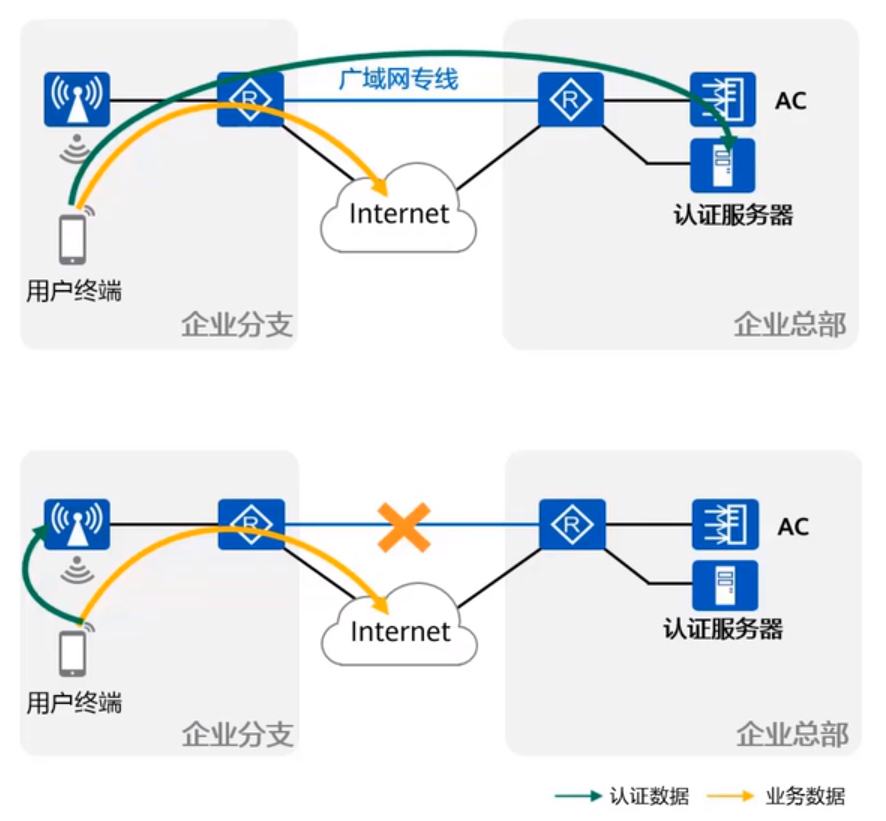 广域网专线
R
R
AC
Internet
认证服务器
用户终端
企业分支
企业总部
R
R
AC
Internet
认证服务器
用户终端
企业分支
企业总部
认证数据
业务数据